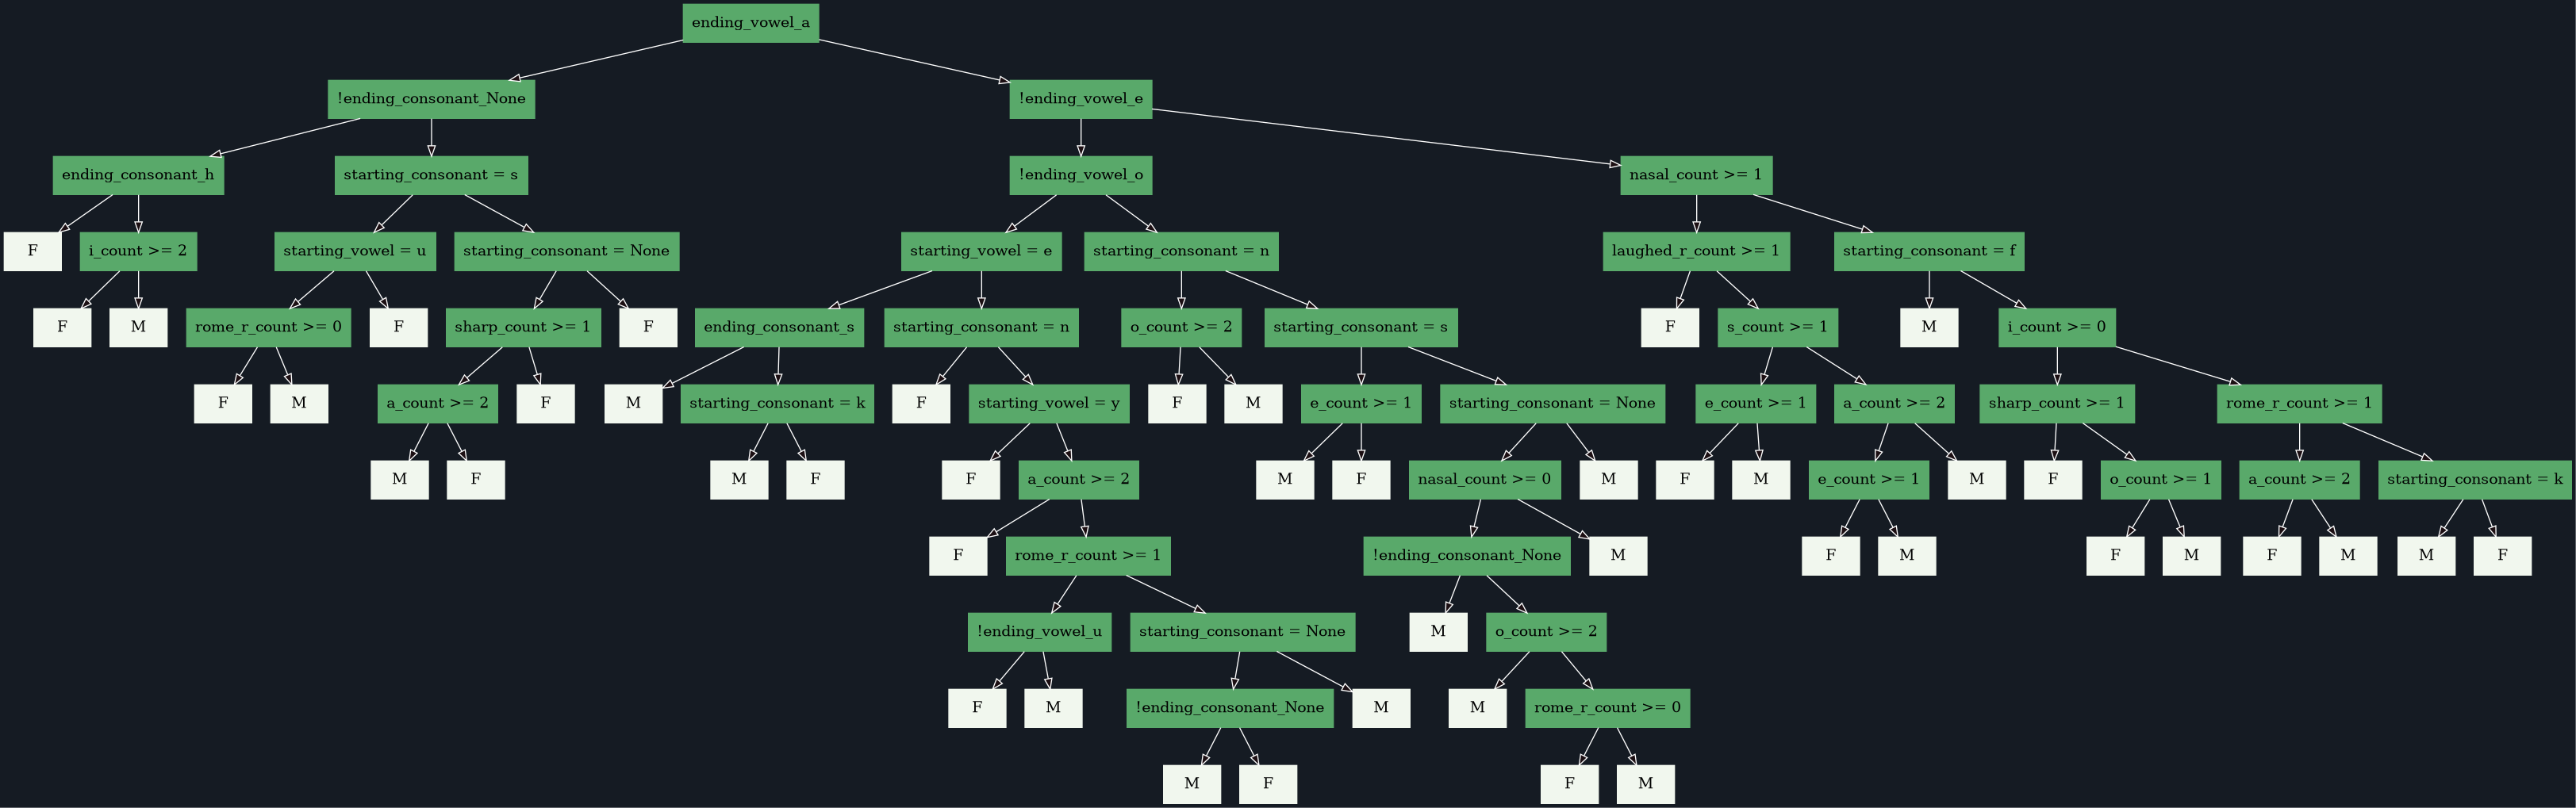 ending_vowel_a
!ending_consonant_None
!ending_vowel_e
ending_consonant_h
starting_consonant = s
!ending_vowel_o
nasal_count >= 1
F
i_count >= 2
starting_vowel = u
starting_consonant = None
starting_vowel = e
starting_consonant = n
laughed_r_count >= 1
starting_consonant = f
F
M
rome_r_count >= 0
F
sharp_count >= 1
F
ending_consonant_s
starting_consonant = n
o_count >= 2
starting_consonant = s
F
s_count >= 1
M
i_count >= 0
F
M
a_count >= 2
F
M
starting_consonant = k
F
starting_vowel = y
F
M
e_count >= 1
starting_consonant = None
e_count >= 1
a_count >= 2
sharp_count >= 1
rome_r_count >= 1
M
F
M
F
F
a_count >= 2
M
F
nasal_count >= 0
M
F
M
e_count >= 1
M
F
o_count >= 1
a_count >= 2
starting_consonant = k
F
rome_r_count >= 1
!ending_consonant_None
M
F
M
F
M
F
M
M
F
!ending_vowel_u
starting_consonant = None
M
o_count >= 2
F
M
!ending_consonant_None
M
M
rome_r_count >= 0
M
F
F
M